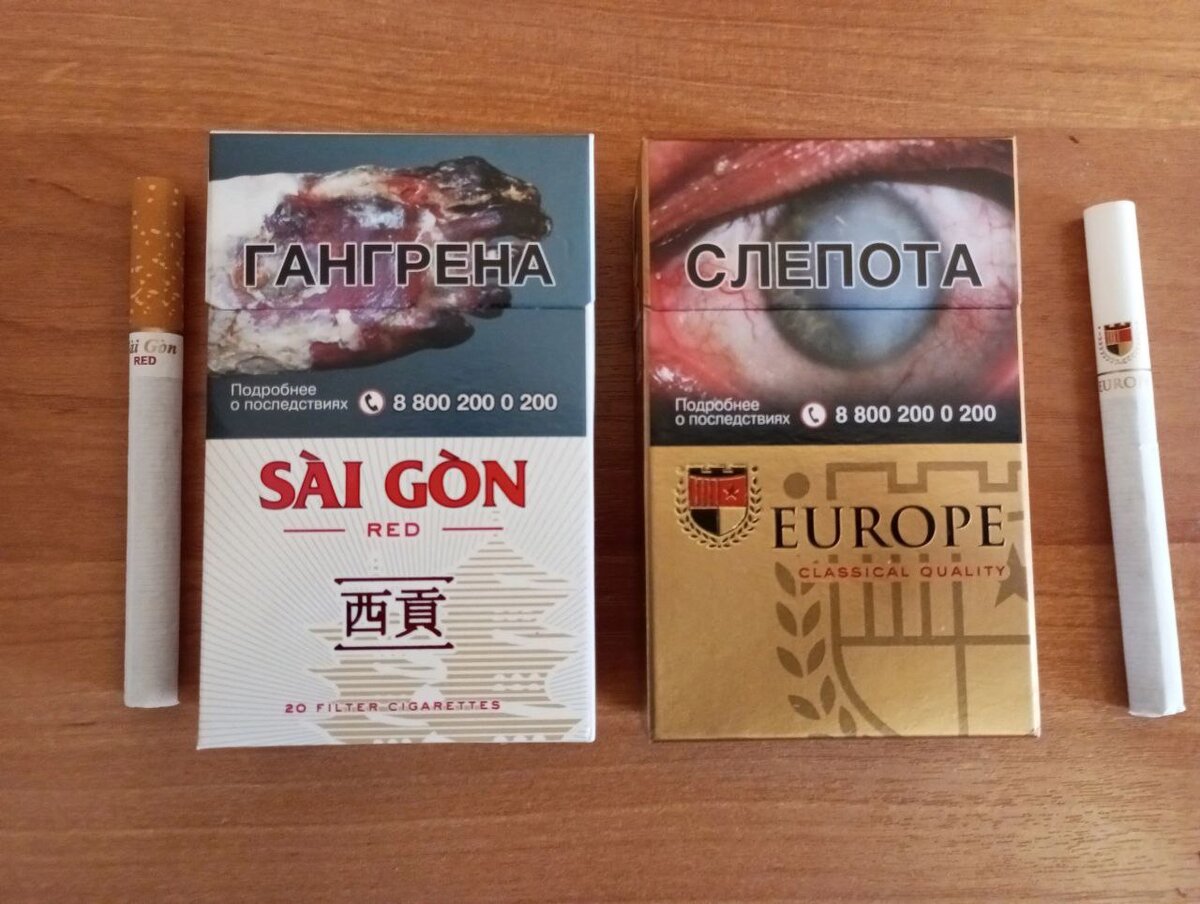 ГАНГРЕНА
Подробнее
о последствиях 8 800 200 0 200
SÀI GÒN
RED
西貢
20 FILTER CIGARETTES
СЛЕПОТА
Подробнее
о последствиях 8 800 200 0 200
EUROPE
CLASSICAL QUALITY
ài Gòn
RED
EUROP